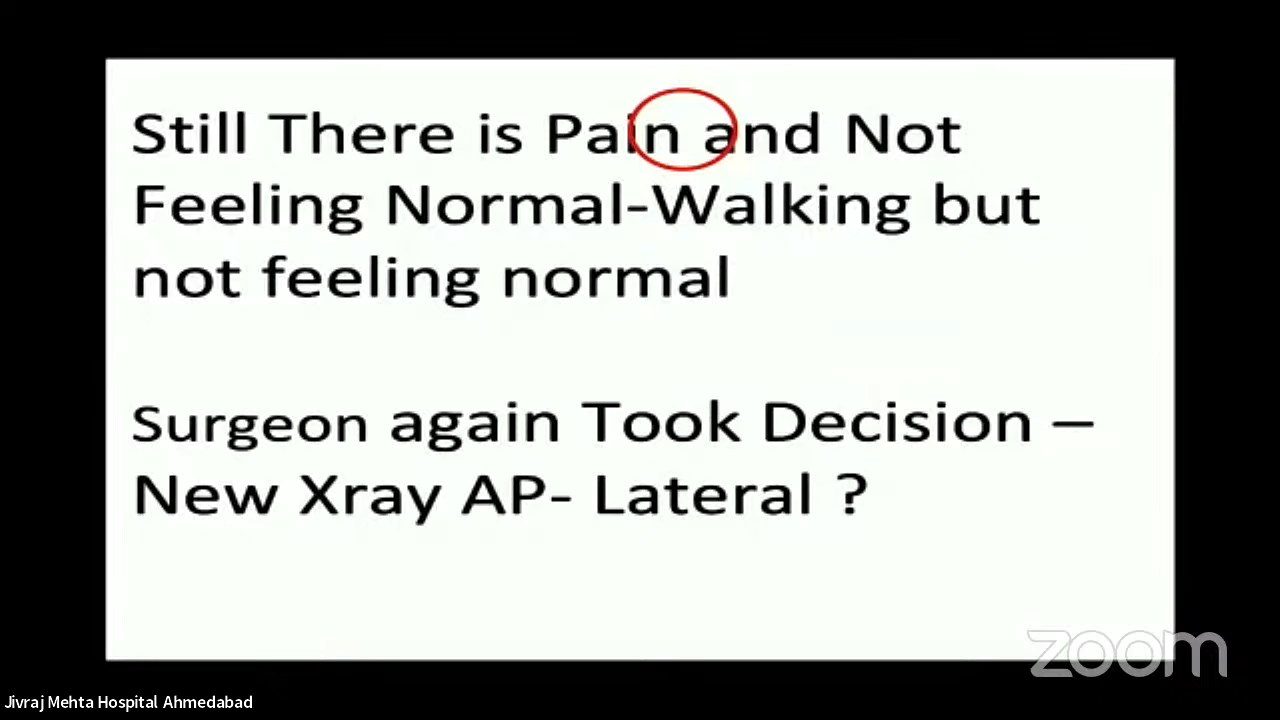 Still There is Pain and Not
Feeling Normal-Walking but
not feeling normal
Surgeon again Took Decision –
New Xray AP- Lateral ?
zoom
Jivraj Mehta Hospital Ahmedabad